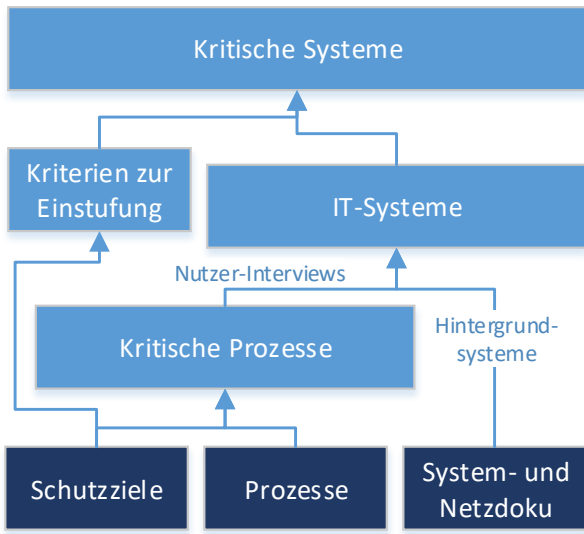 Kritische Systeme
Kriterien zur
Einstufung
IT-Systeme
Nutzer-Interviews
Hintergrund-
systeme
Kritische Prozesse
Schutzziele
Prozesse
System- und
Netzdoku